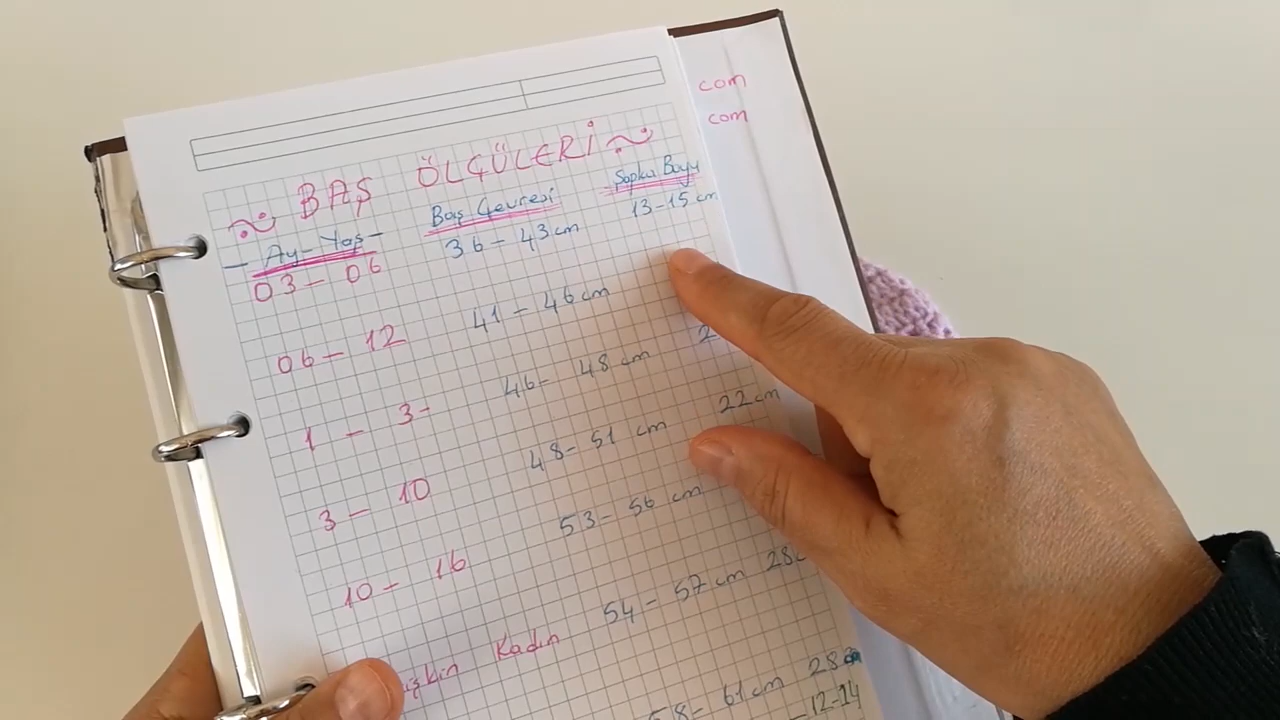 ~ BAŞ ÖLÇÜLERİ ~
- Ay - Yaş - Baş Çevresi Şapka Boyu
03 - 06 36 - 43 cm 13-15 cm
06 - 12 41 - 46 cm
1 - 3- 46 - 48 cm
3 - 10 48 - 51 cm 22 cm
10 - 16 53 - 56 cm
Kadın 54 - 57 cm
58 - 61 cm 28 cm
12-14
com
com